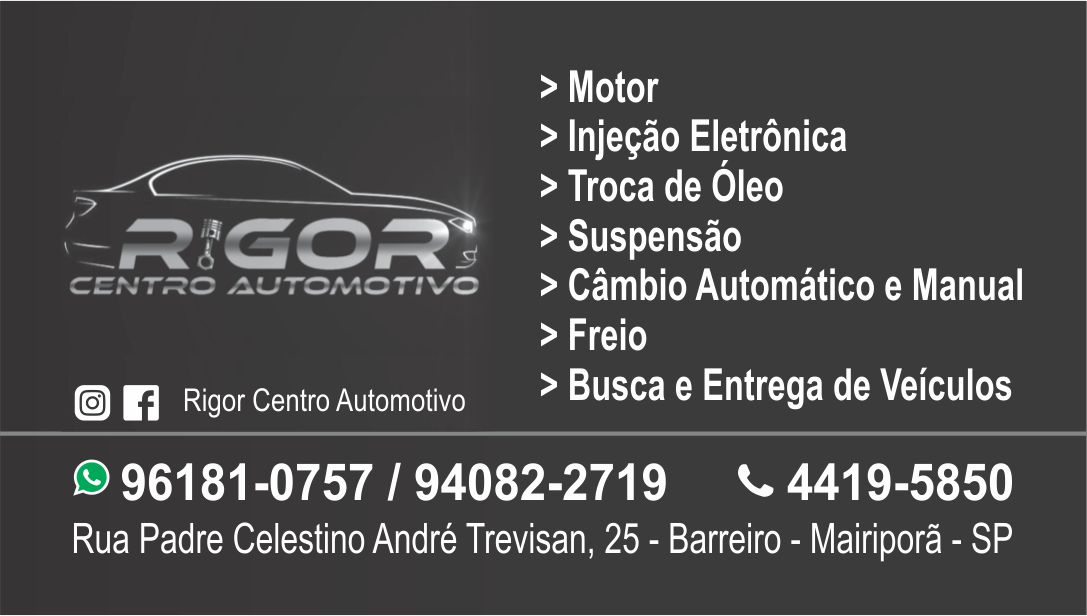 RIGOR
CENTRO AUTOMOTIVO
Rigor Centro Automotivo
> Motor
> Injeção Eletrônica
> Troca de Óleo
> Suspensão
> Câmbio Automático e Manual
> Freio
> Busca e Entrega de Veículos
96181-0757 / 94082-2719 4419-5850
Rua Padre Celestino André Trevisan, 25 - Barreiro - Mairiporã - SP